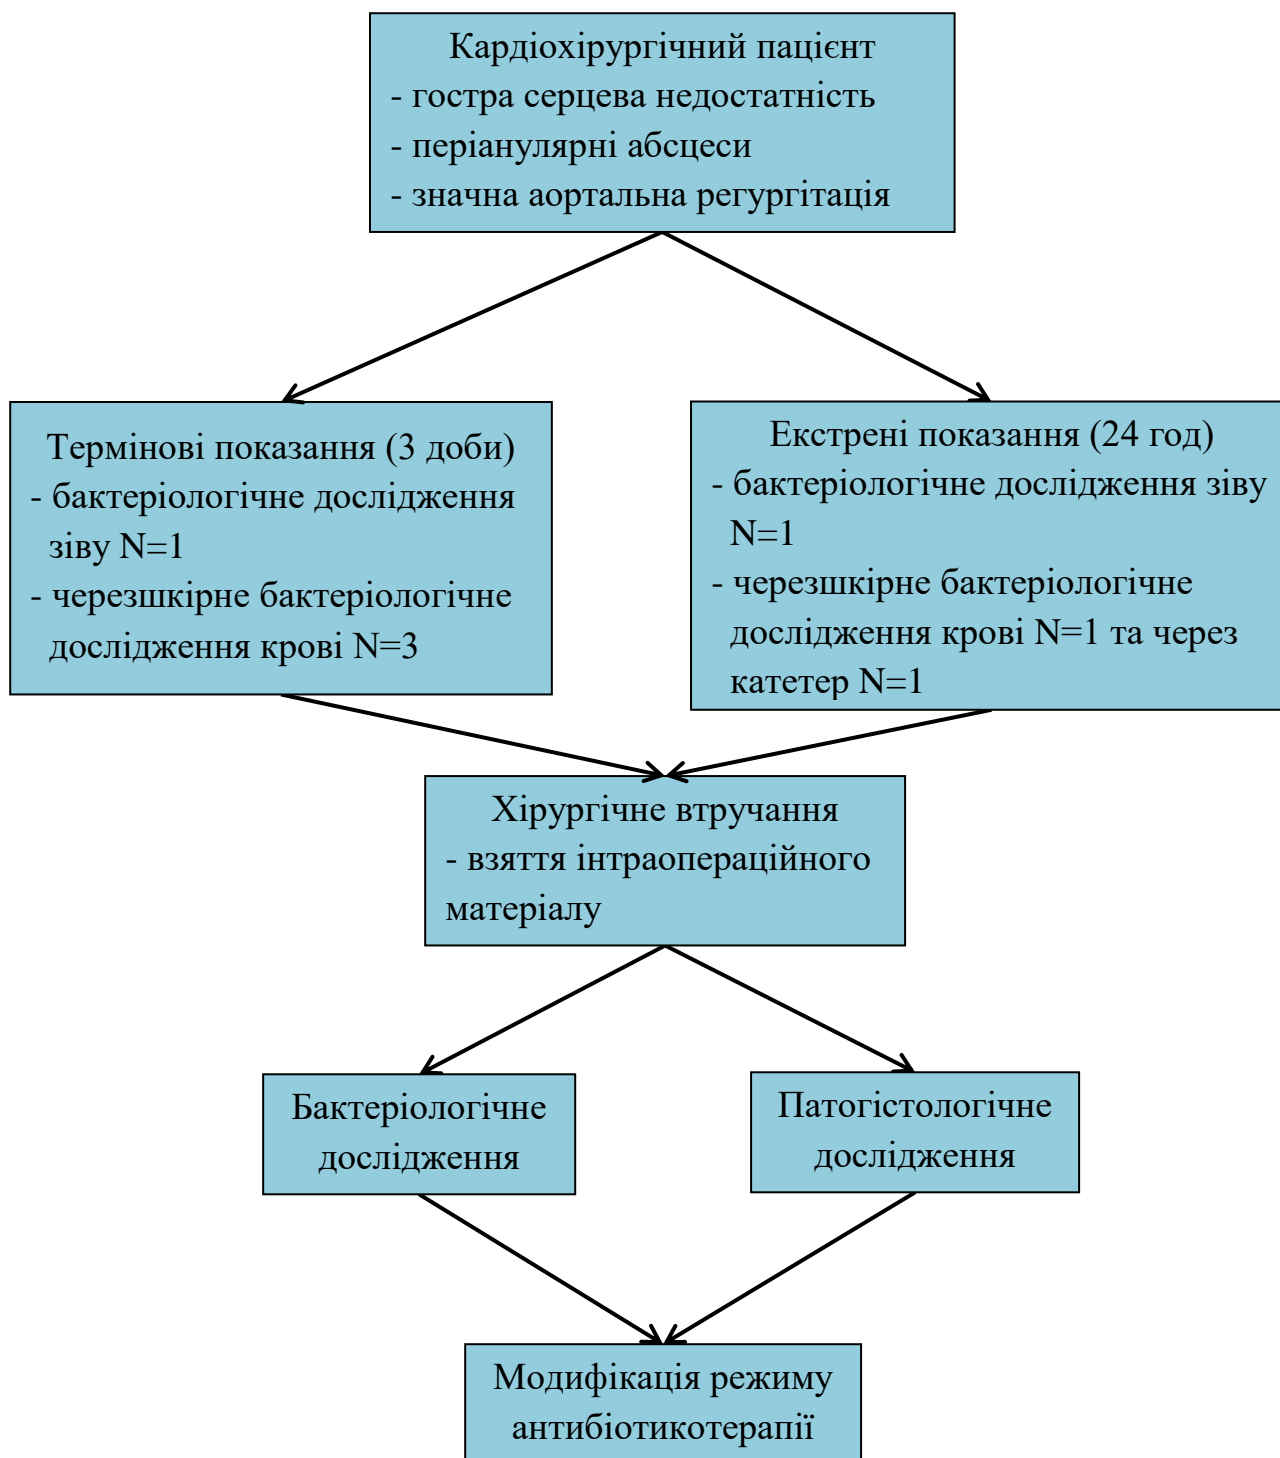 Кардіохірургічний пацієнт
- гостра серцева недостатність
- періанулярні абсцеси
- значна аортальна регургітація
Термінові показання (3 доби)
- бактеріологічне дослідження
зіву N=1
- черезшкірне бактеріологічне
дослідження крові N=3
Екстрені показання (24 год)
- бактеріологічне дослідження зіву
N=1
- черезшкірне бактеріологічне
дослідження крові N=1 та через
катетер N=1
Хірургічне втручання
- взяття інтраопераційного
матеріалу
Бактеріологічне
дослідження
Патогістологічне
дослідження
Модифікація режиму
антибіотикотерапії